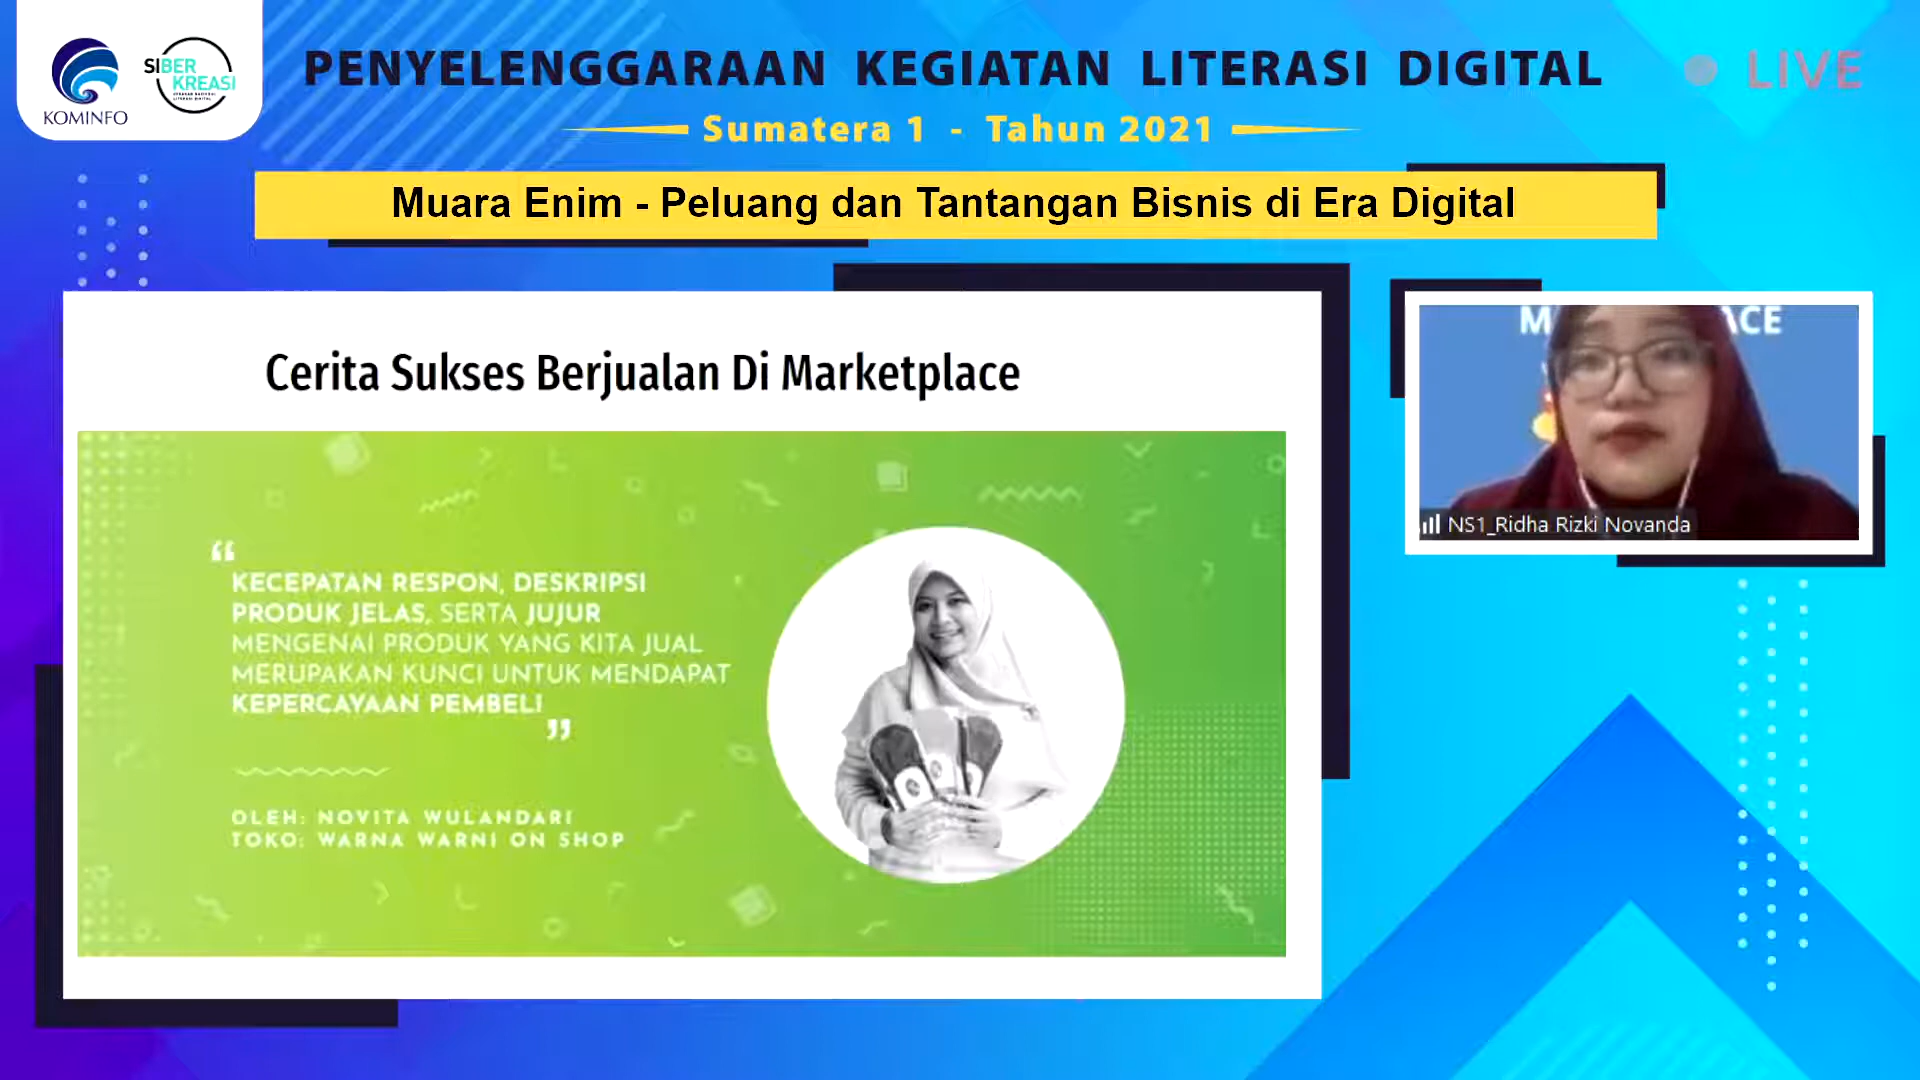 KOMINFO
SIBER
KREASI
PENYELENGGARAAN KEGIATAN LITERASI DIGITAL
LIVE
Sumatera 1 - Tahun 2021
Muara Enim - Peluang dan Tantangan Bisnis di Era Digital
Cerita Sukses Berjualan Di Marketplace
“
KECEPATAN RESPON, DESKRIPSI
PRODUK JELAS, SERTA JUJUR
MENGENAI PRODUK YANG KITA JUAL
MERUPAKAN KUNCI UNTUK MENDAPAT
KEPERCAYAAN PEMBELI
”
OLEH: NOVITA WULANDARI
TOKO: WARNA WARNI ON SHOP
NS1_Ridha Rizki Novanda